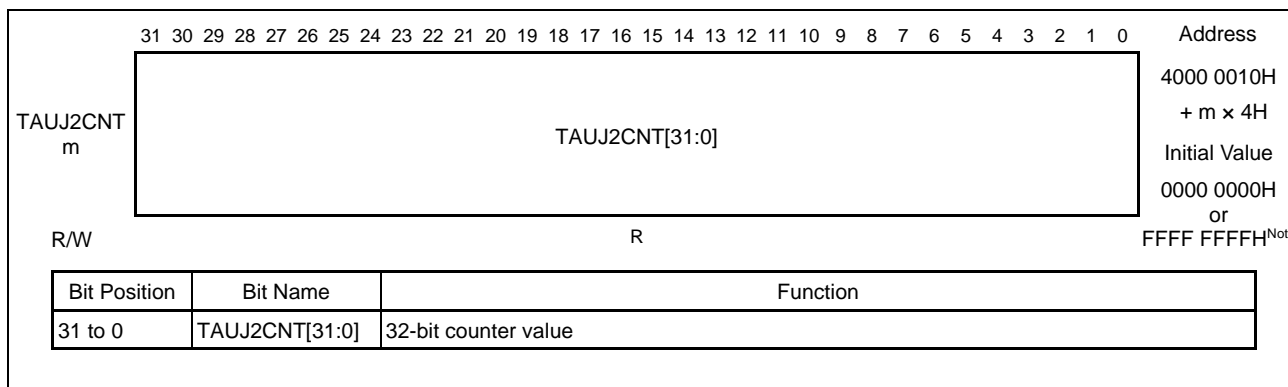 31 30 29 28 27 26 25 24 23 22 21 20 19 18 17 16 15 14 13 12 11 10 9 8 7 6 5 4 3 2 1 0 Address
4000 0010H
+ m × 4H
TAUJ2CNT
m
TAUJ2CNT[31:0]
Initial Value
0000 0000H
or
R/W R FFFF FFFFH^Not
Bit Position Bit Name Function
31 to 0 TAUJ2CNT[31:0] 32-bit counter value